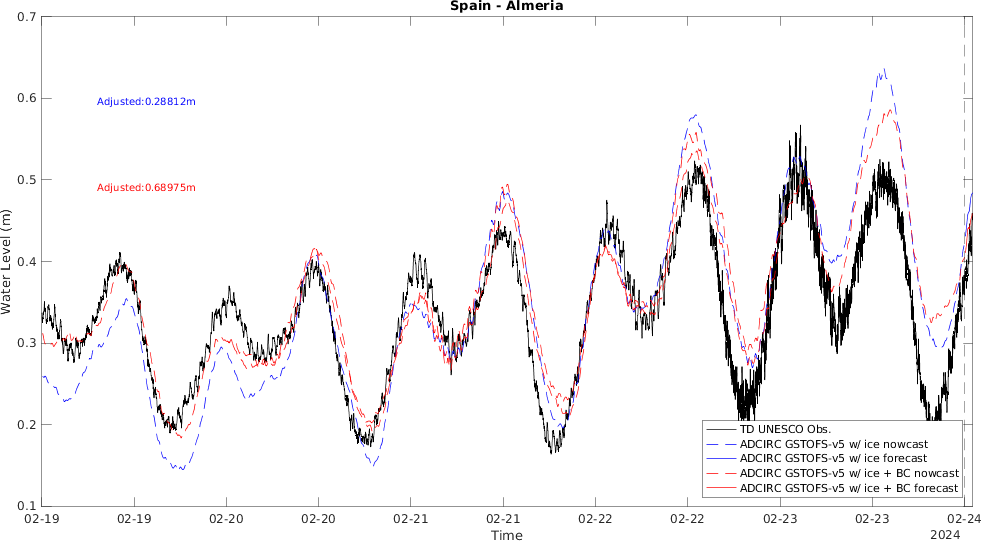 Spain - Almeria
0.7
0.6
0.5
0.4
0.3
0.2
0.1
Water Level (m)
Adjusted:0.28812m
Adjusted:0.68975m
TD UNESCO Obs.
ADCIRC GSTOFS-v5 w/ ice nowcast
ADCIRC GSTOFS-v5 w/ ice forecast
ADCIRC GSTOFS-v5 w/ ice + BC nowcast
ADCIRC GSTOFS-v5 w/ ice + BC forecast
02-19 02-19 02-20 02-20 02-21 02-21 02-22 02-22 02-23 02-23 02-24
Time
2024